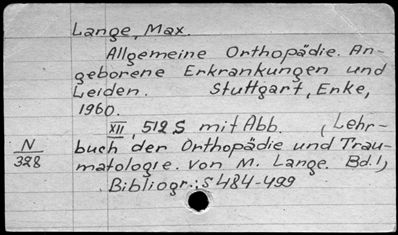 Lange, Max.
Allgemeine Orthopädie. An-
geborene Erkrankungen und
Leiden. Stuttgart, Enke,
1960.
XII, 512 S mit Abb. (Lehr-
N
328
buch der Orthopädie und Trau-
matologie. von M. Lange. Bd. 1)
Bibliogr.: S 484-499